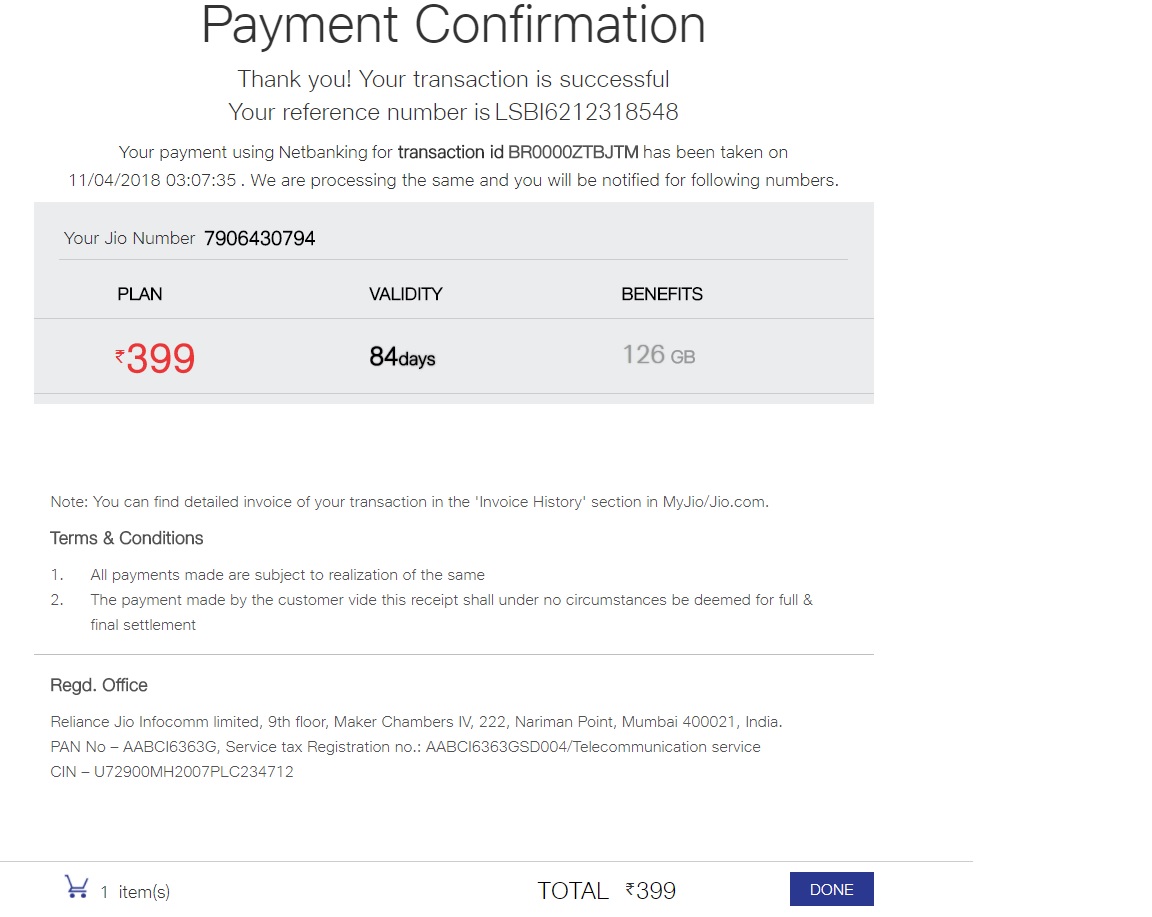 Payment Confirmation
Thank you! Your transaction is successful
Your reference number is LSBI6212318548
Your payment using Netbanking for transaction id BR0000ZTBJTM has been taken on
11/04/2018 03:07:35 . We are processing the same and you will be notified for following numbers.
Your Jio Number 7906430794
PLAN VALIDITY BENEFITS
₹399 84days 126 GB
Note: You can find detailed invoice of your transaction in the 'Invoice History' section in MyJio/Jio.com.
Terms & Conditions
1. All payments made are subject to realization of the same
2. The payment made by the customer vide this receipt shall under no circumstances be deemed for full &
final settlement
Regd. Office
Reliance Jio Infocomm limited, 9th floor, Maker Chambers IV, 222, Nariman Point, Mumbai 400021, India.
PAN No – AABCI6363G, Service tax Registration no.: AABCI6363GSD004/Telecommunication service
CIN – U72900MH2007PLC234712
1 item(s) TOTAL ₹399 DONE